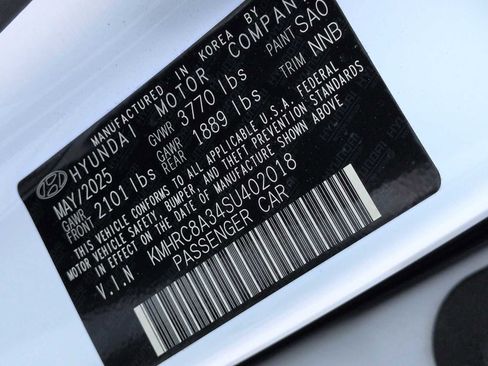 MANUFACTURED IN KOREA BY
HYUNDAI MOTOR COMPANY
MAY/2025 GVWR 3770 lbs PAINT SAO
GAWR FRONT 2101 lbs GAWR REAR 1889 lbs TRIM NNB
THIS VEHICLE CONFORMS TO ALL APPLICABLE U.S.A. FEDERAL
MOTOR VEHICLE SAFETY, BUMPER, AND THEFT PREVENTION STANDARDS
IN EFFECT ON THE DATE OF MANUFACTURE SHOWN ABOVE
V.I.N KMHRC8A34SU402018
PASSENGER CAR